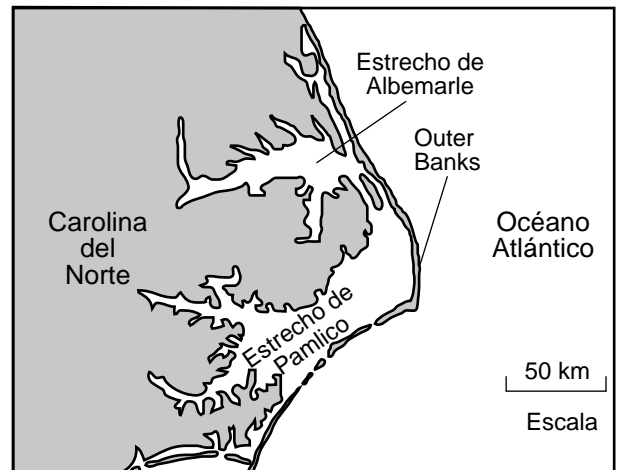 Estrecho de
Albemarle
Outer
Banks
Carolina
del
Norte
Océano
Atlántico
Estrecho de
Pamlico
50 km
Escala